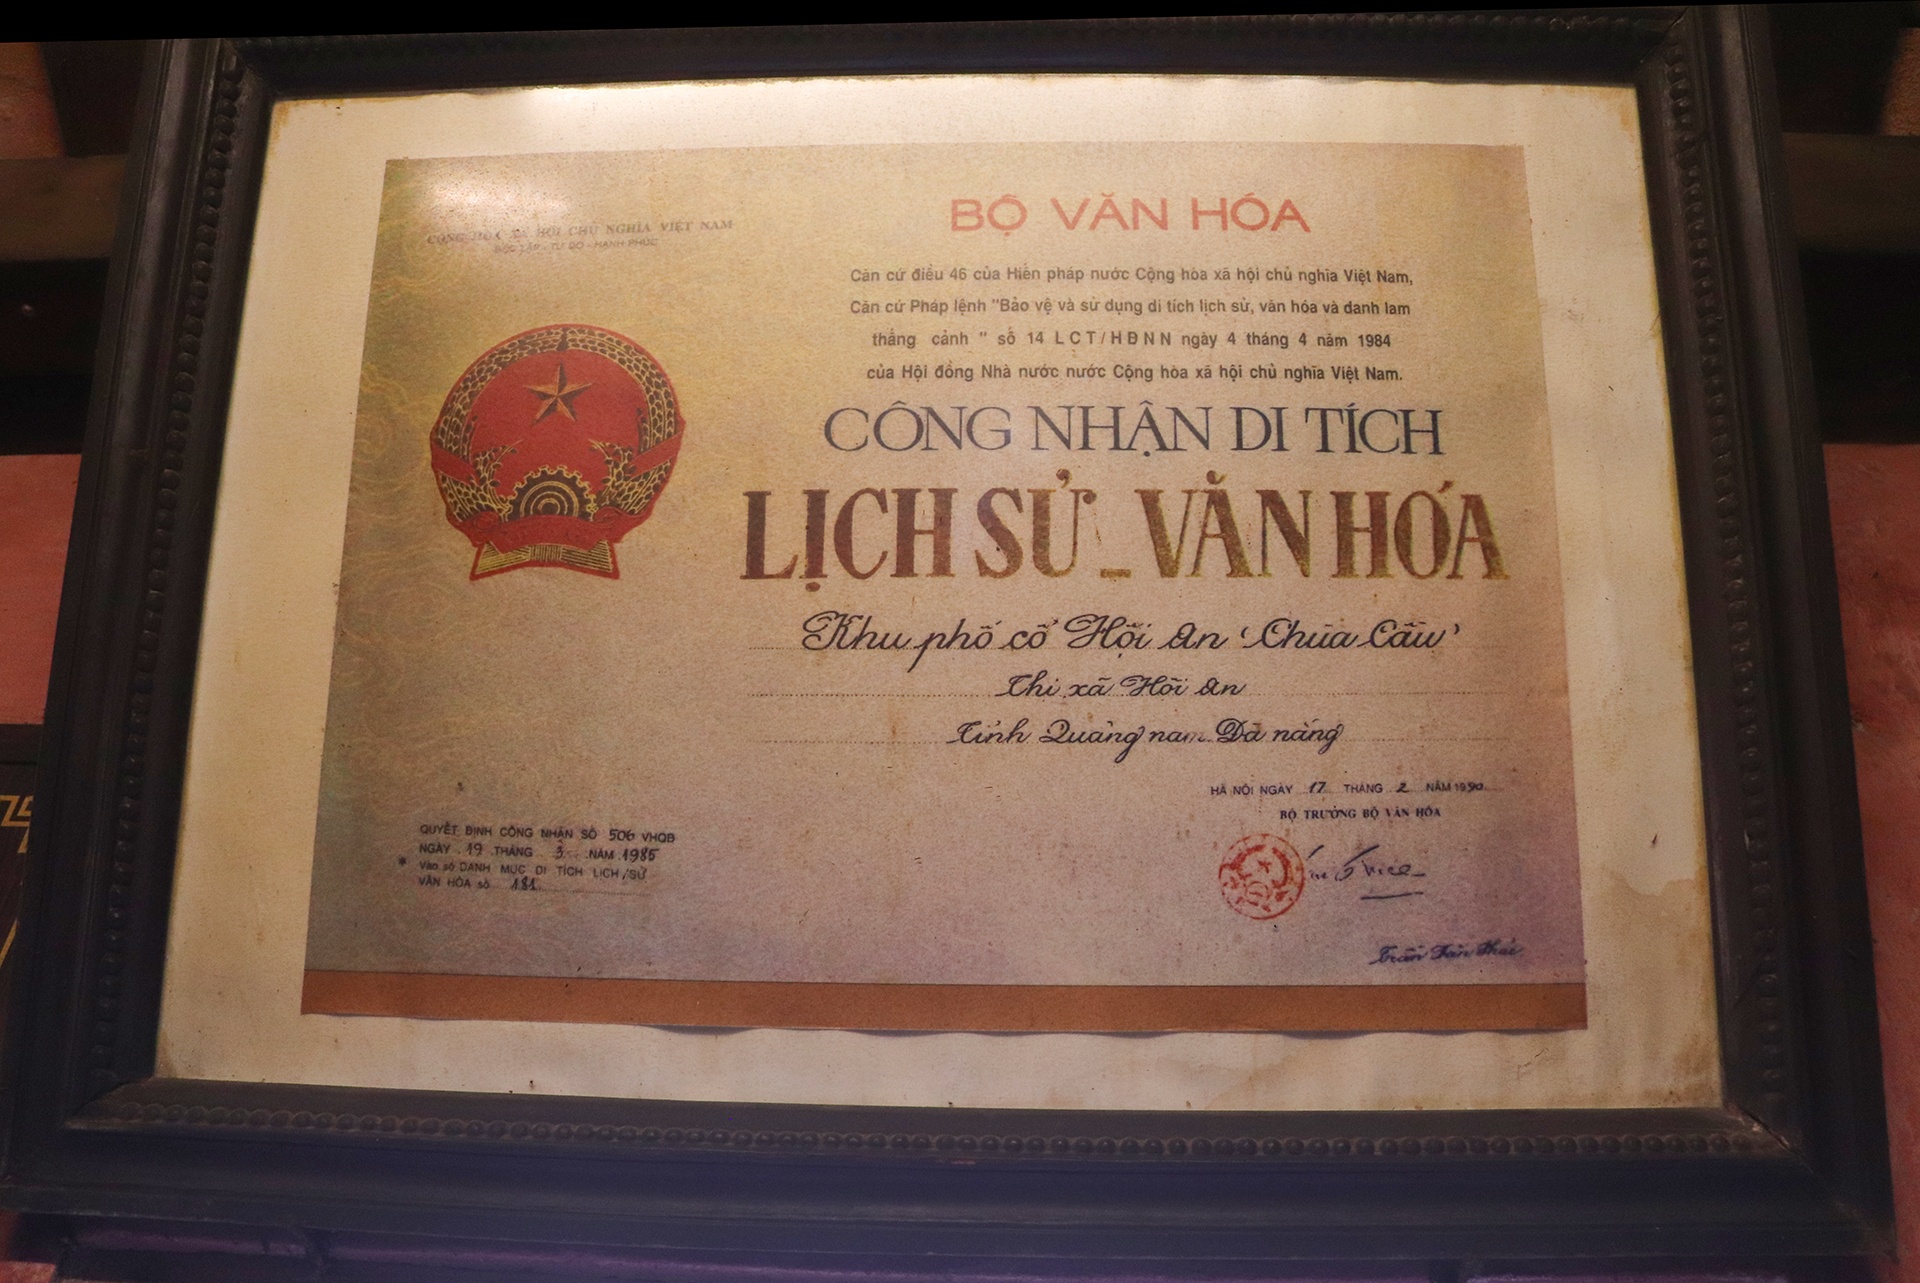 CỘNG HÒA XÃ HỘI CHỦ NGHĨA VIỆT NAM
ĐỘC LẬP - TỰ DO - HẠNH PHÚC
BỘ VĂN HÓA
Căn cứ điều 46 của Hiến pháp nước Cộng hòa xã hội chủ nghĩa Việt Nam,
Căn cứ Pháp lệnh "Bảo vệ và sử dụng di tích lịch sử, văn hóa và danh lam
thắng cảnh " số 14 LCT/HĐNN ngày 4 tháng 4 năm 1984
của Hội đồng Nhà nước nước Cộng hòa xã hội chủ nghĩa Việt Nam.
CÔNG NHẬN DI TÍCH
LỊCH SỬ _ VĂN HÓA
Khu phố cổ Hội An 'Chùa Cầu'
Thị xã Hội An
Tỉnh Quảng nam Đà nẵng
HÀ NỘI NGÀY 17 THÁNG 2 NĂM 1990
BỘ TRƯỞNG BỘ VĂN HÓA
QUYẾT ĐỊNH CÔNG NHẬN SỐ 506 VHQĐ
NGÀY 19 THÁNG 3 NĂM 1985
Vào sổ DANH MỤC DI TÍCH LỊCH SỬ
VĂN HÓA số 181
Trần